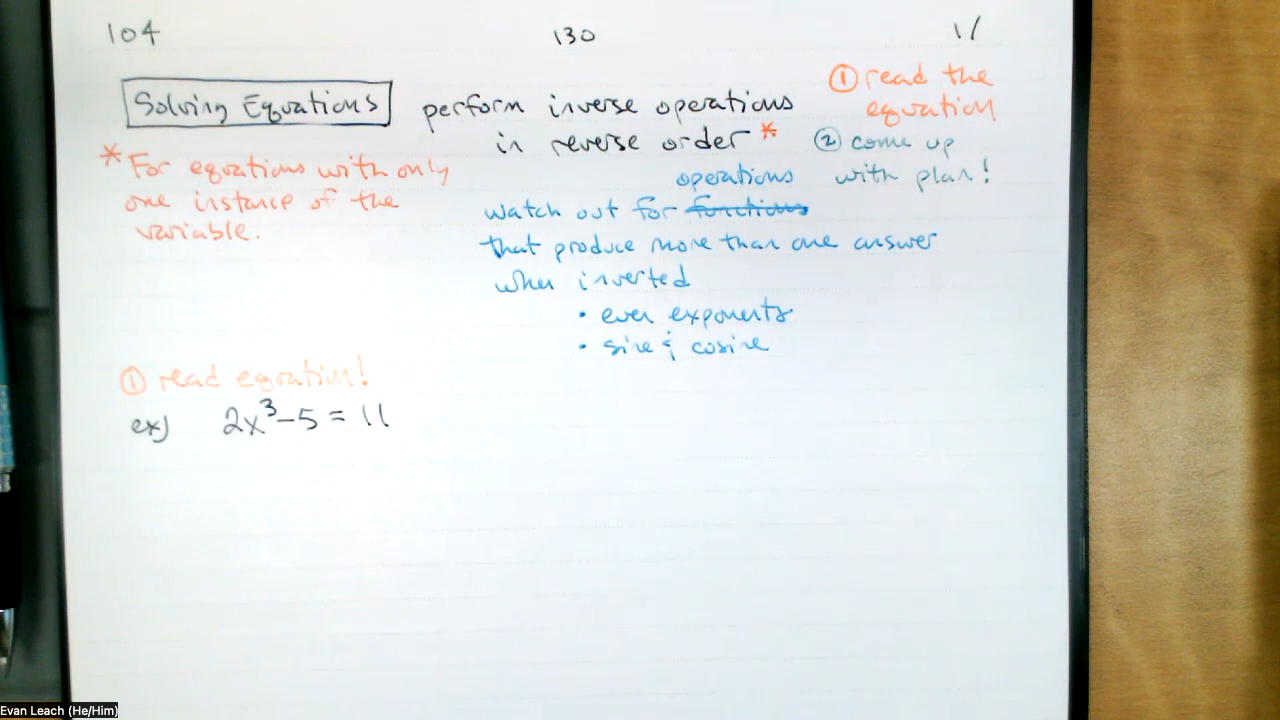 104 130 1/
Solving Equations perform inverse operations
in reverse order *
① read the
equation
② come up
with plan!
* For equations with only
one instance of the
variable.
operations
watch out for functions
that produce more than one answer
when inverted
• even exponents
• sine & cosine
① read equation!
ex) 2x³-5 = 11
Evan Leach (He/Him)